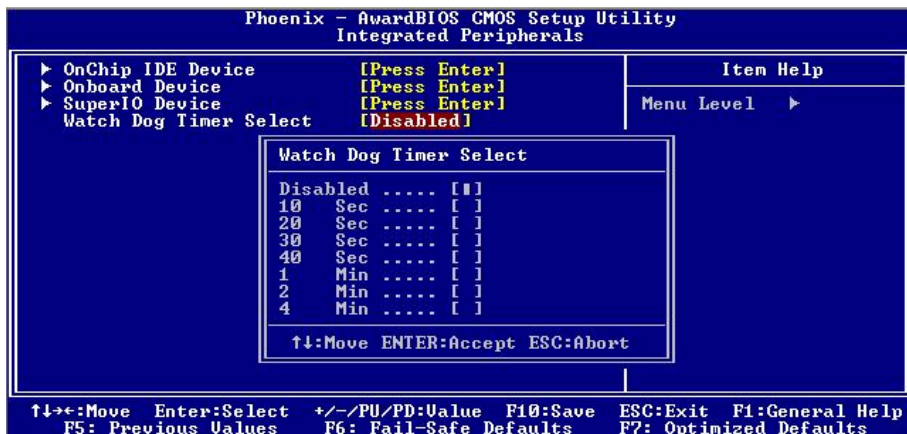 Phoenix - AwardBIOS CMOS Setup Utility
Integrated Peripherals
► OnChip IDE Device [Press Enter]
► Onboard Device [Press Enter]
► SuperIO Device [Press Enter]
Watch Dog Timer Select [Disabled]
Item Help
Menu Level ►
Watch Dog Timer Select
Disabled ..... [■]
10 Sec ..... [ ]
20 Sec ..... [ ]
30 Sec ..... [ ]
40 Sec ..... [ ]
1 Min ..... [ ]
2 Min ..... [ ]
4 Min ..... [ ]
↑↓:Move ENTER:Accept ESC:Abort
↑↓→←:Move Enter:Select +/-/PU/PD:Value F10:Save ESC:Exit F1:General Help
F5: Previous Values F6: Fail-Safe Defaults F7: Optimized Defaults